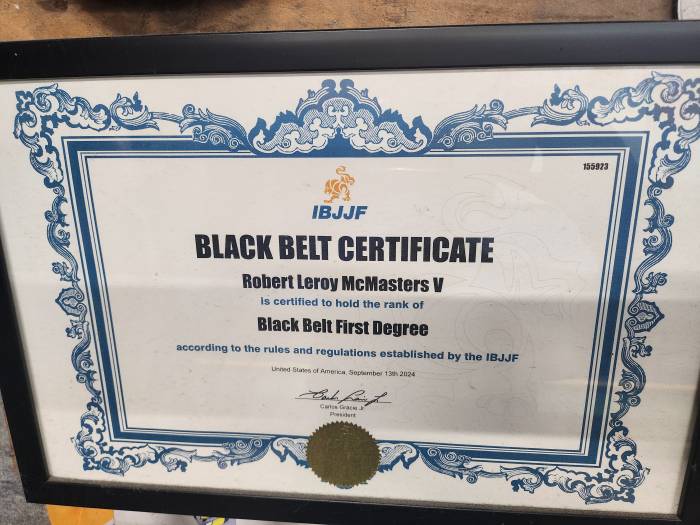 155923
IBJJF
BLACK BELT CERTIFICATE
Robert Leroy McMasters V
is certified to hold the rank of
Black Belt First Degree
according to the rules and regulations established by the IBJJF
United States of America, September 13th 2024
Carlos Gracie Jr
President